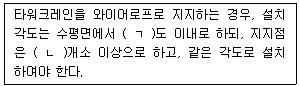 타워크레인을 와이어로프로 지지하는 경우, 설치
각도는 수평면에서 ( ㄱ )도 이내로 하되, 지지점
은 ( ㄴ )개소 이상으로 하고, 같은 각도로 설치
하여야 한다.